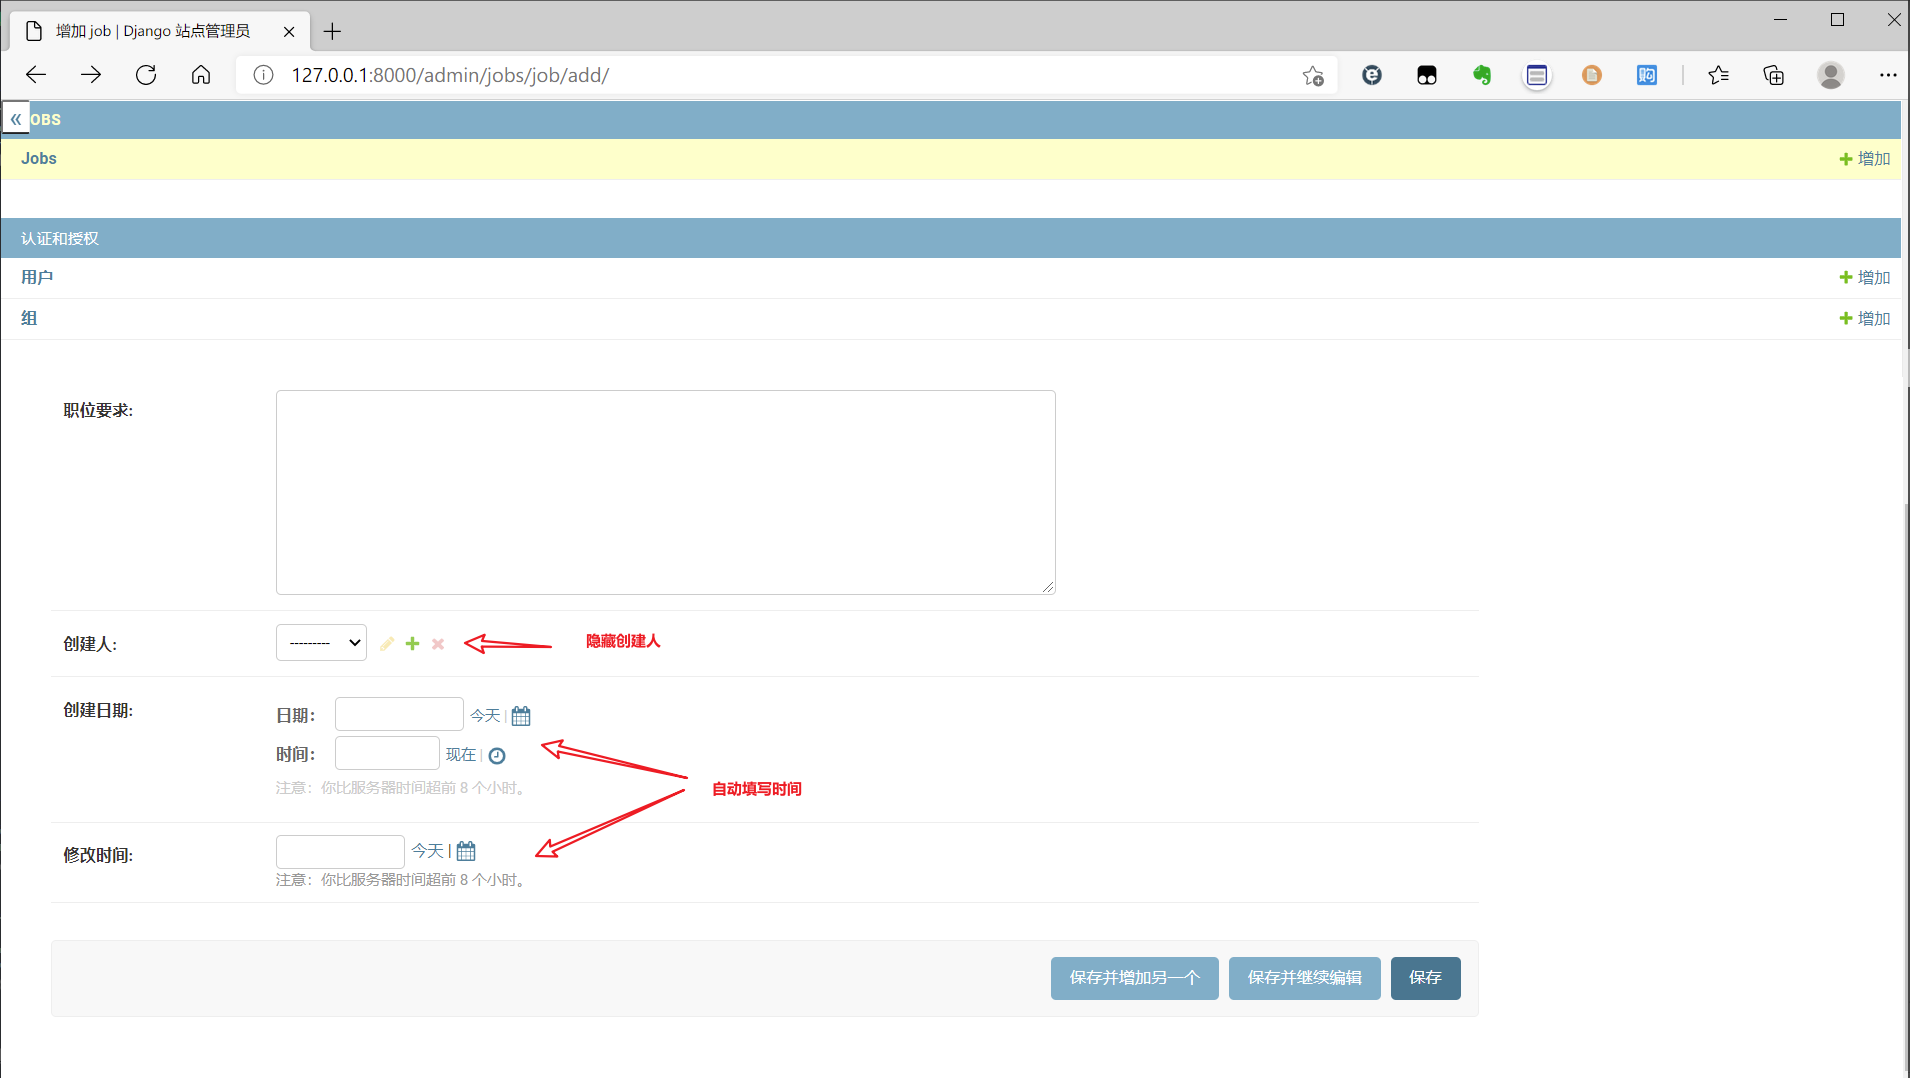 增加 job | Django 站点管理员
127.0.0.1:8000/admin/jobs/job/add/
购
«
OBS
Jobs
增加
认证和授权
用户
增加
组
增加
职位要求:
创建人:
---------
隐藏创建人
创建日期:
日期:
今天 |
时间:
现在 |
注意：你比服务器时间超前 8 个小时。
自动填写时间
修改时间:
今天 |
注意：你比服务器时间超前 8 个小时。
保存并增加另一个
保存并继续编辑
保存